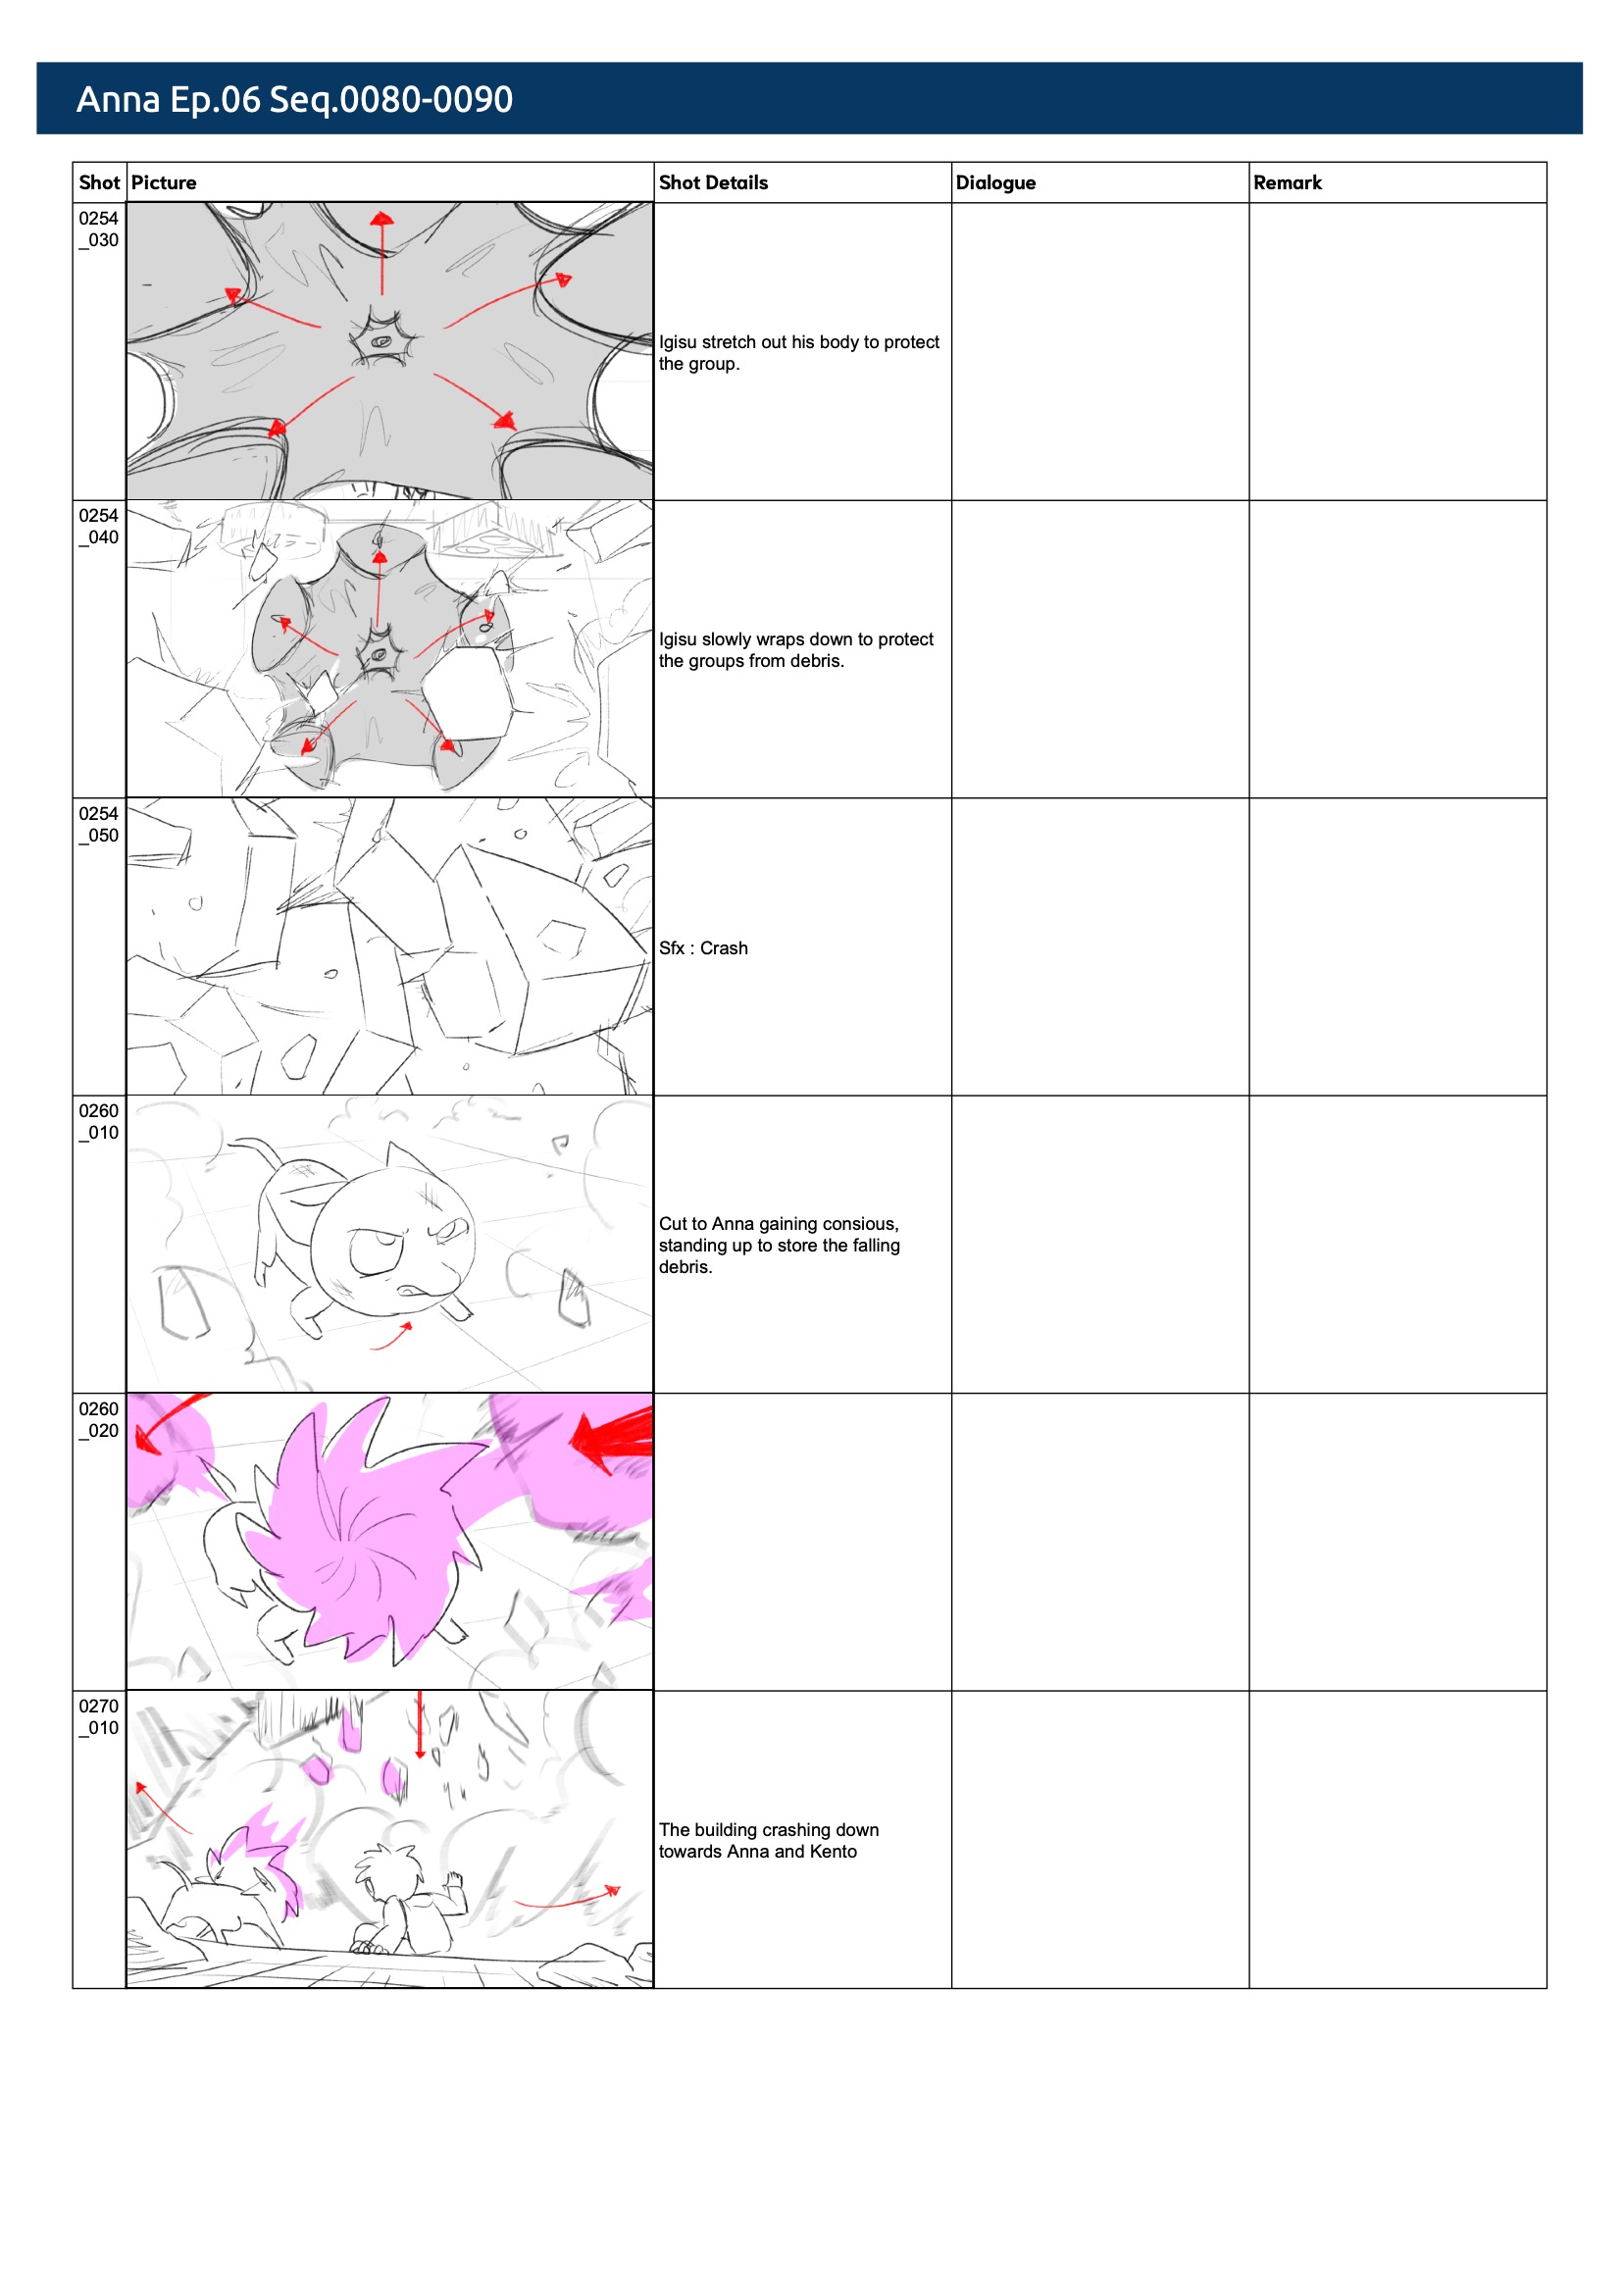 Anna Ep.06 Seq.0080-0090
Shot Picture Shot Details Dialogue Remark
0254
_030
Igisu stretch out his body to protect
the group.
0254
_040
Igisu slowly wraps down to protect
the groups from debris.
0254
_050
Sfx : Crash
0260
_010
Cut to Anna gaining consious,
standing up to store the falling
debris.
0260
_020
0270
_010
The building crashing down
towards Anna and Kento